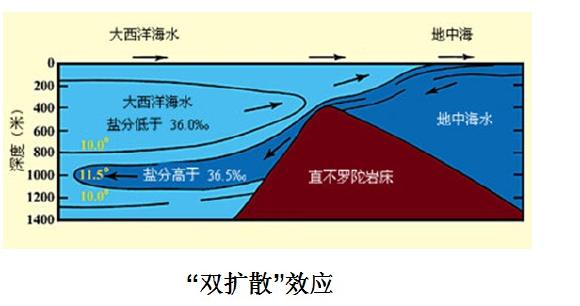 大西洋海水
地中海
0
200
400
600
800
1000
1200
1400
深度（米）
大西洋海水
盐分低于 36.0‰
地中海水
10.0°
11.5°
盐分高于 36.5‰
10.0°
直不罗陀岩床
“双扩散”效应